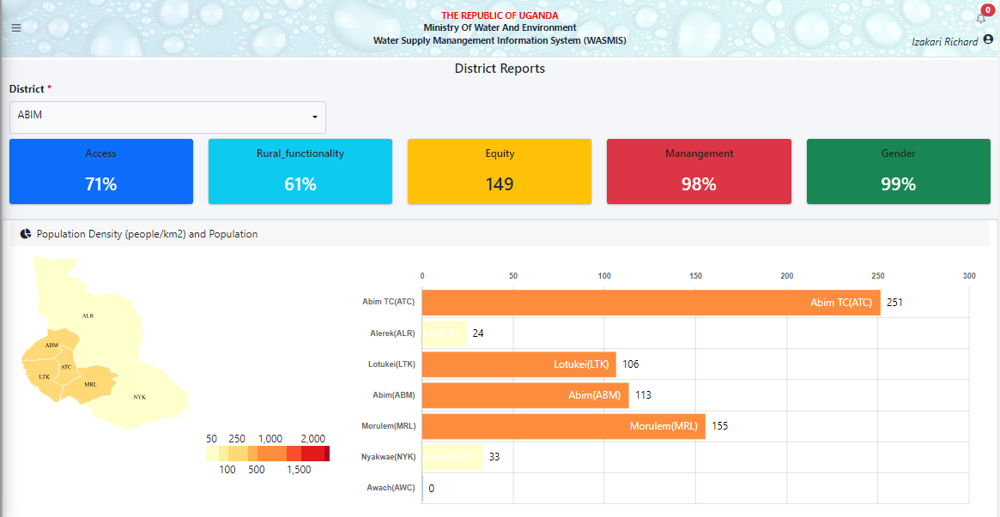 THE REPUBLIC OF UGANDA
Ministry Of Water And Environment
Water Supply Manangement Information System (WASMIS)
0
Izakari Richard
District Reports
District *
ABIM
Access
71%
Rural_functionality
61%
Equity
149
Manangement
98%
Gender
99%
Population Density (people/km2) and Population
ALR
ABM
ATC
LTK
MRL
NYK
50 250 1,000 2,000
100 500 1,500
0 50 100 150 200 250 300
Abim TC(ATC) Abim TC(ATC) 251
Alerek(ALR) 24
Lotukei(LTK) Lotukei(LTK) 106
Abim(ABM) Abim(ABM) 113
Morulem(MRL) Morulem(MRL) 155
Nyakwae(NYK) 33
Awach(AWC) 0